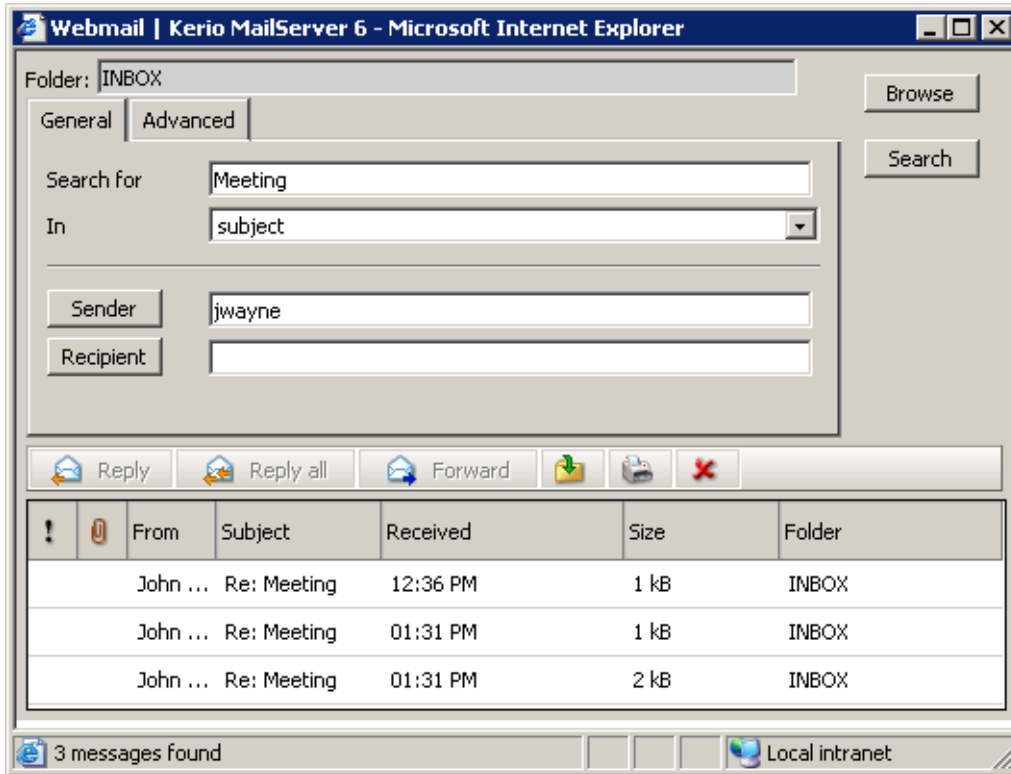 Webmail | Kerio MailServer 6 - Microsoft Internet Explorer
Folder: INBOX
Browse
General Advanced
Search
Search for Meeting
In subject
Sender jwayne
Recipient
Reply Reply all Forward
! From Subject Received Size Folder
John ... Re: Meeting 12:36 PM 1 kB INBOX
John ... Re: Meeting 01:31 PM 1 kB INBOX
John ... Re: Meeting 01:31 PM 2 kB INBOX
3 messages found Local intranet